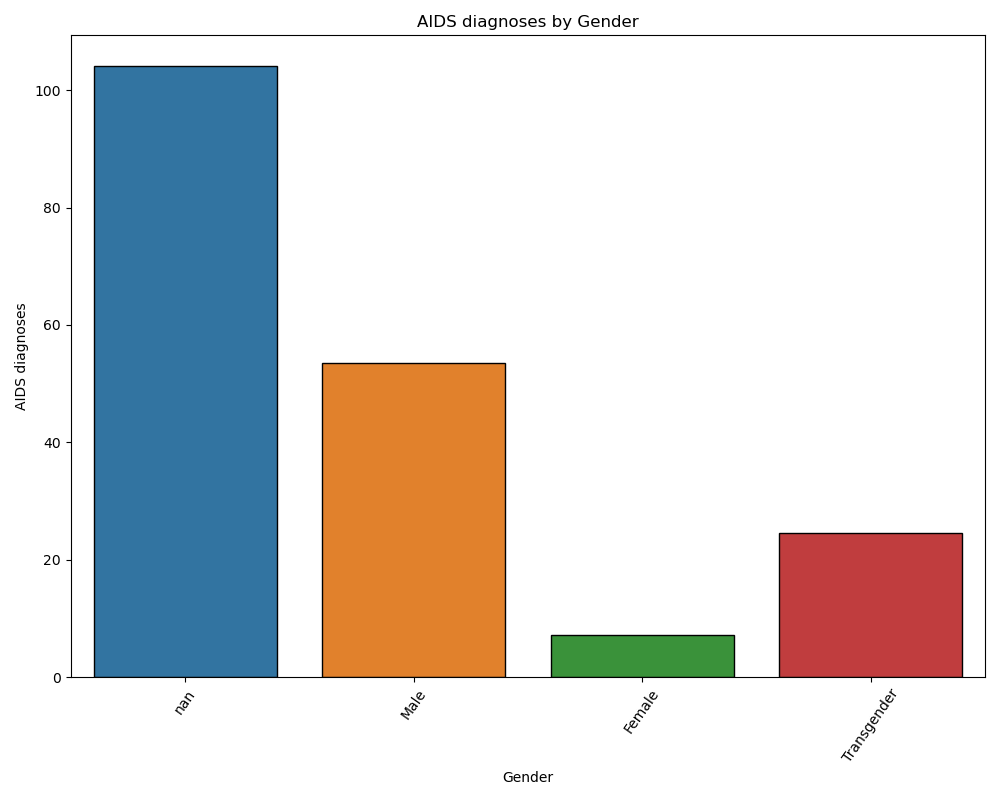 AIDS diagnoses by Gender
AIDS diagnoses
100
80
60
40
20
0
nan
Male
Female
Transgender
Gender